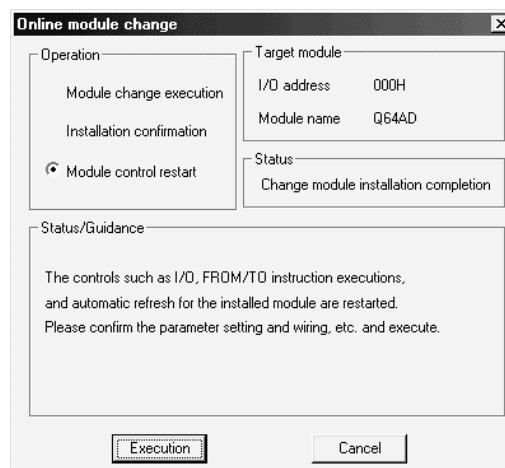 Online module change
Operation
Module change execution
Installation confirmation
Module control restart
Target module
I/O address 000H
Module name Q64AD
Status
Change module installation completion
Status/Guidance
The controls such as I/O, FROM/TO instruction executions,
and automatic refresh for the installed module are restarted.
Please confirm the parameter setting and wiring, etc. and execute.
Execution
Cancel